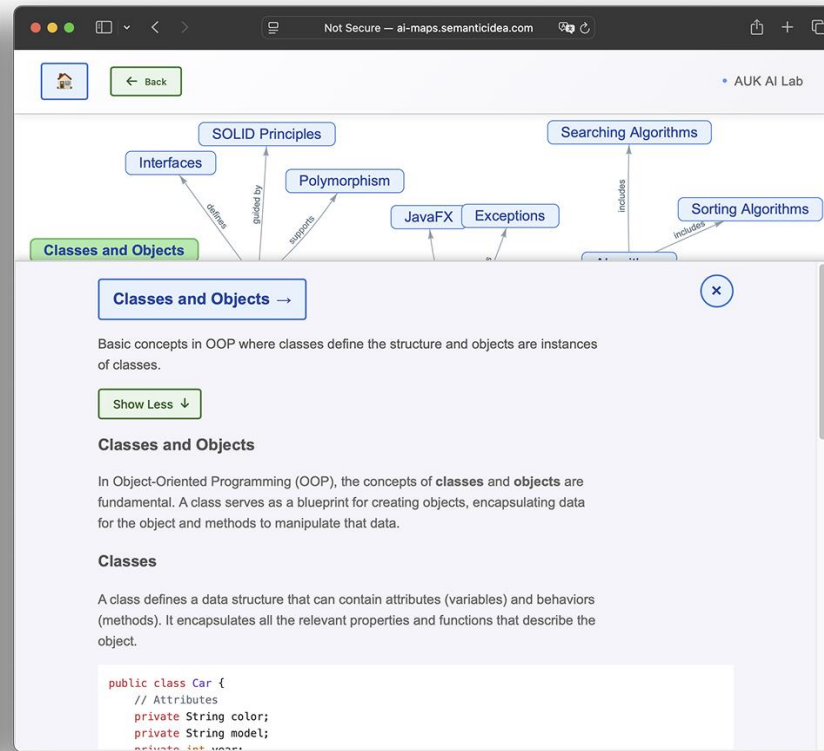 Not Secure — ai-maps.semanticidea.com
← Back
• AUK AI Lab
SOLID Principles
Searching Algorithms
Interfaces
Polymorphism
defines
guided by
supports
includes
JavaFX
Exceptions
Sorting Algorithms
includes
Classes and Objects
Classes and Objects →
Basic concepts in OOP where classes define the structure and objects are instances
of classes.
Show Less ↓
Classes and Objects
In Object-Oriented Programming (OOP), the concepts of classes and objects are
fundamental. A class serves as a blueprint for creating objects, encapsulating data
for the object and methods to manipulate that data.
Classes
A class defines a data structure that can contain attributes (variables) and behaviors
(methods). It encapsulates all the relevant properties and functions that describe the
object.
public class Car {
// Attributes
private String color;
private String model;
private int year;